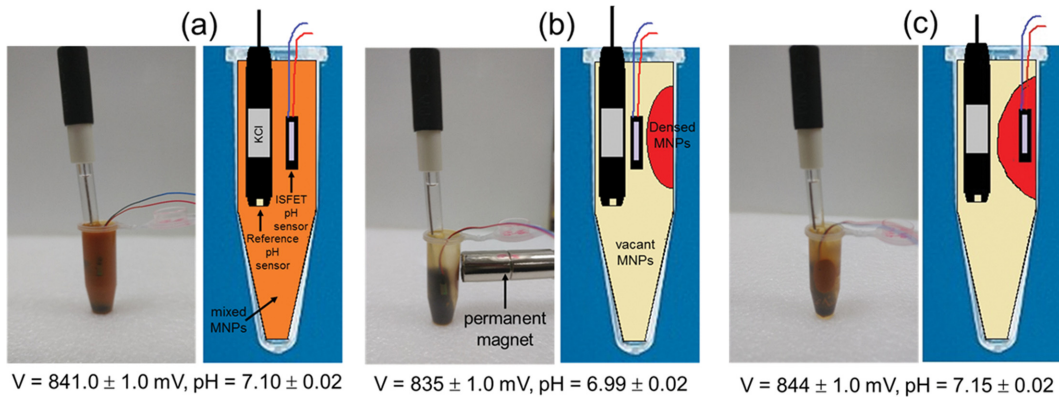 (a)
KCl
ISFET
pH
sensor
Reference
pH
sensor
mixed
MNPs
V = 841.0 ± 1.0 mV, pH = 7.10 ± 0.02
(b)
Densed
MNPs
vacant
MNPs
permanent
magnet
V = 835 ± 1.0 mV, pH = 6.99 ± 0.02
(c)
V = 844 ± 1.0 mV, pH = 7.15 ± 0.02